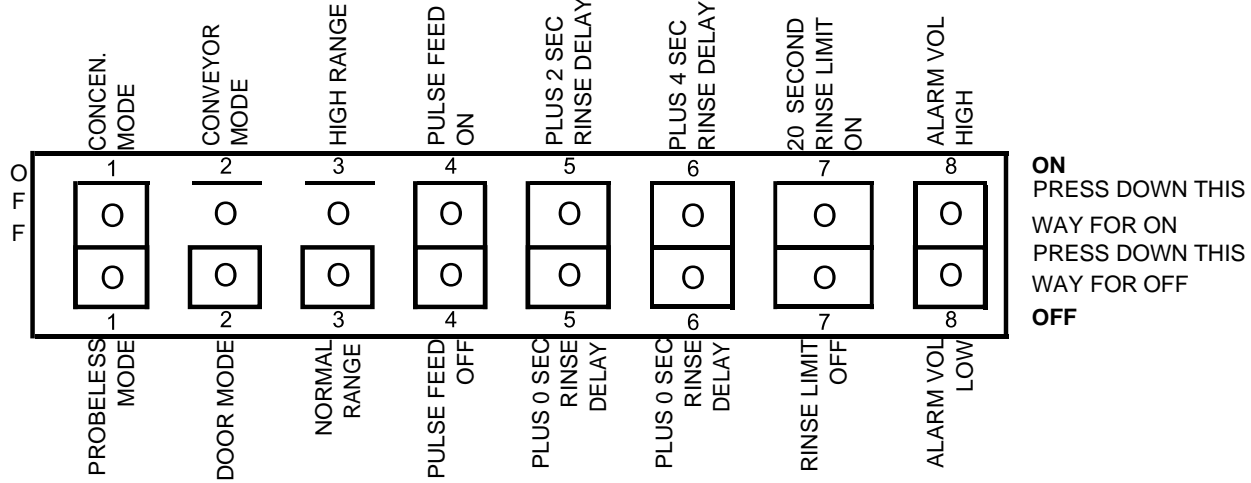 CONCEN.
MODE
CONVEYOR
MODE
HIGH RANGE
PULSE FEED
ON
PLUS 2 SEC
RINSE DELAY
PLUS 4 SEC
RINSE DELAY
20 SECOND
RINSE LIMIT
ON
ALARM VOL
HIGH
OFF
1 2 3 4 5 6 7 8
O O O O O O O O
O O O O O O O O
1 2 3 4 5 6 7 8
ON
PRESS DOWN THIS
WAY FOR ON
PRESS DOWN THIS
WAY FOR OFF
OFF
PROBELESS
MODE
DOOR MODE
NORMAL
RANGE
PULSE FEED
OFF
PLUS 0 SEC
RINSE
DELAY
PLUS 0 SEC
RINSE
DELAY
RINSE LIMIT
OFF
ALARM VOL
LOW